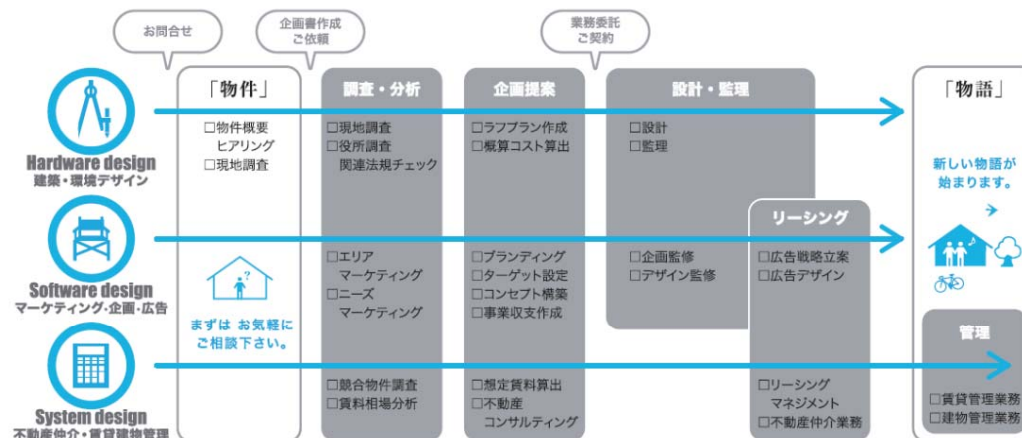 お問合せ
企画書作成
ご依頼
業務委託
ご契約
「物件」
調査・分析
企画提案
設計・監理
「物語」
□物件概要
ヒアリング
□現地調査
□現地調査
□役所調査
関連法規チェック
□ラフプラン作成
□概算コスト算出
□設計
□監理
Hardware design
建築・環境デザイン
新しい物語が
始まります。
リーシング
□エリア
マーケティング
□ニーズ
マーケティング
□ブランディング
□ターゲット設定
□コンセプト構築
□事業収支作成
□企画監修
□デザイン監修
□広告戦略立案
□広告デザイン
?
♪
Software design
マーケティング・企画・広告
まずは お気軽に
ご相談下さい。
管理
□競合物件調査
□賃料相場分析
□想定賃料算出
□不動産
コンサルティング
□リーシング
マネジメント
□不動産仲介業務
□賃貸管理業務
□建物管理業務
System design
不動産仲介・賃貸建物管理